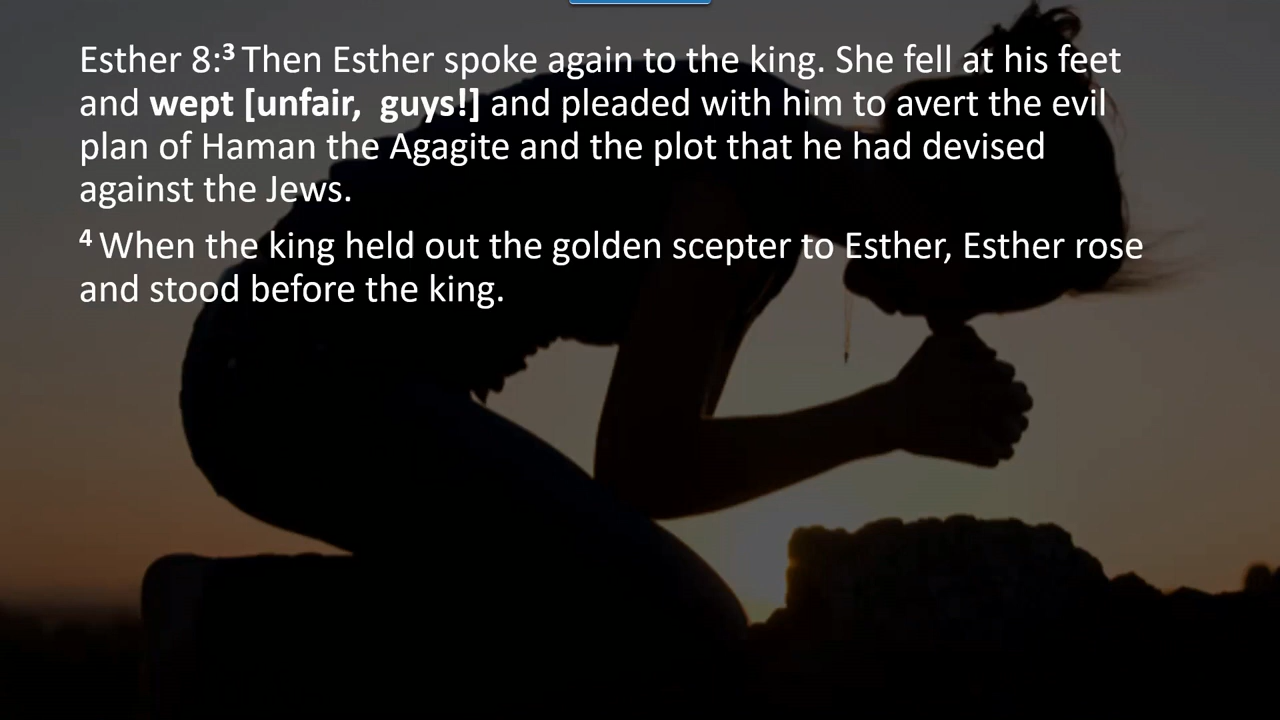 Esther 8:³ Then Esther spoke again to the king. She fell at his feet
and wept [unfair,  guys!] and pleaded with him to avert the evil
plan of Haman the Agagite and the plot that he had devised
against the Jews.
⁴ When the king held out the golden scepter to Esther, Esther rose
and stood before the king.